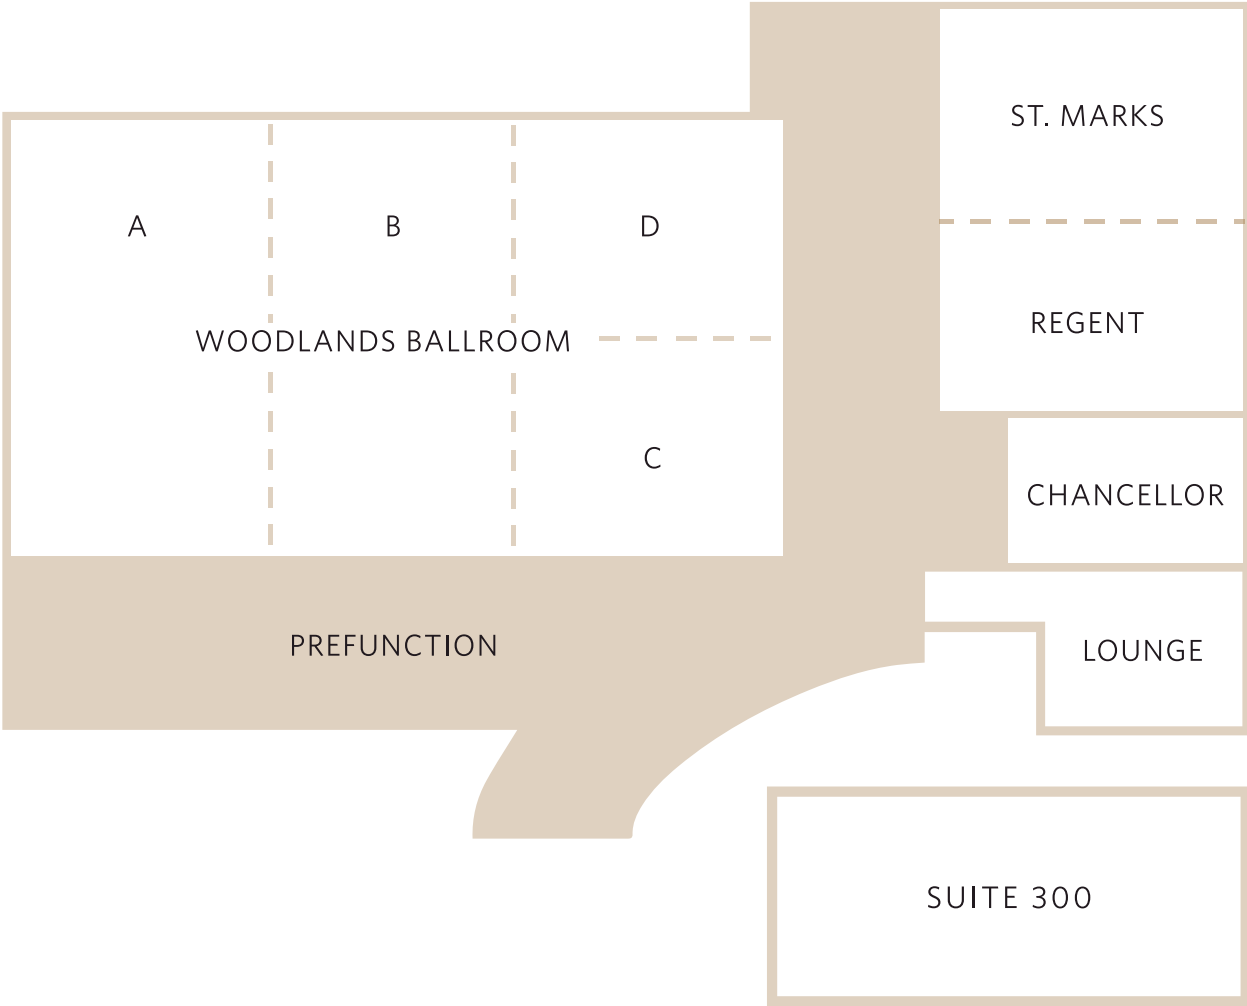 ST. MARKS
A
B
D
REGENT
WOODLANDS BALLROOM
C
CHANCELLOR
PREFUNCTION
LOUNGE
SUITE 300